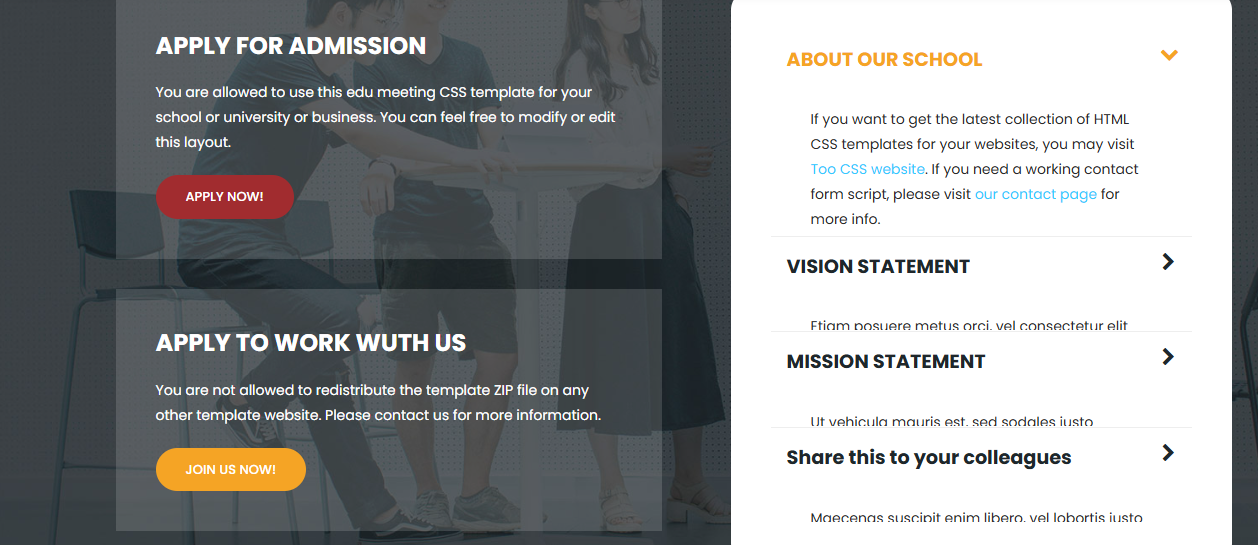 APPLY FOR ADMISSION
You are allowed to use this edu meeting CSS template for your
school or university or business. You can feel free to modify or edit
this layout.
APPLY NOW!
APPLY TO WORK WUTH US
You are not allowed to redistribute the template ZIP file on any
other template website. Please contact us for more information.
JOIN US NOW!
ABOUT OUR SCHOOL
If you want to get the latest collection of HTML
CSS templates for your websites, you may visit
Too CSS website. If you need a working contact
form script, please visit our contact page for
more info.
VISION STATEMENT
Etiam posuere metus orci, vel consectetur elit
MISSION STATEMENT
Ut vehicula mauris est, sed sodales justo
Share this to your colleagues
Maecenas suscipit enim libero, vel lobortis justo